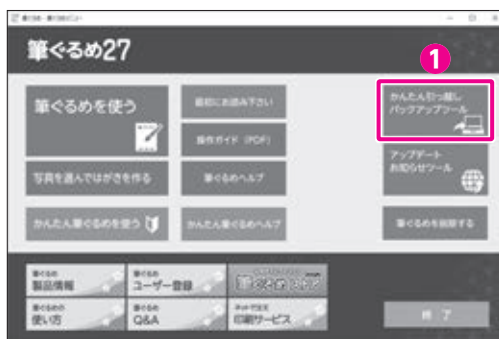 筆ぐるめ・筆ぐるめメニュー
筆ぐるめ27
1
筆ぐるめを使う
最初にお読み下さい
かんたん引っ越し
バックアップツール
操作ガイド（PDF）
アップデート
お知らせツール
写真を選んではがきを作る
筆ぐるめヘルプ
かんたん筆ぐるめを使う
かんたん筆ぐるめヘルプ
筆ぐるめを削除する
筆ぐるめ
製品情報
筆ぐるめ
ユーザー登録
筆ぐるめの
使い方
筆ぐるめ
Q&A
ネットで注文
印刷サービス
終了